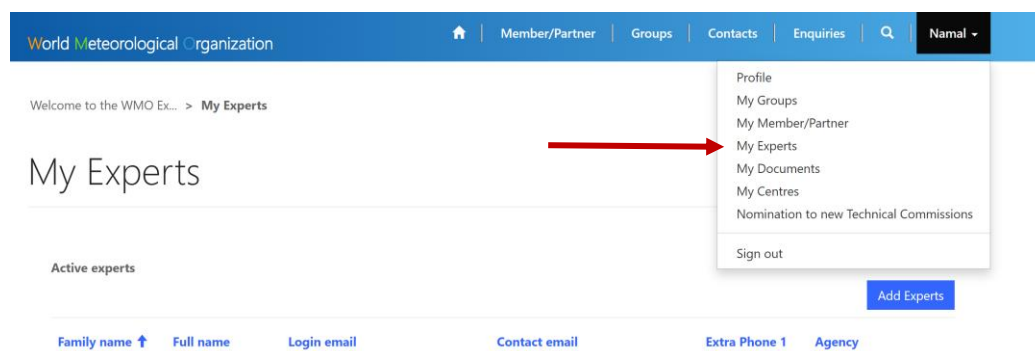 World Meteorological Organization
Member/Partner Groups Contacts Enquiries Namal
Profile
My Groups
My Member/Partner
My Experts
My Documents
My Centres
Nomination to new Technical Commissions
Sign out
Welcome to the WMO Ex... > My Experts
My Experts
Active experts
Add Experts
Family name Full name Login email Contact email Extra Phone 1 Agency